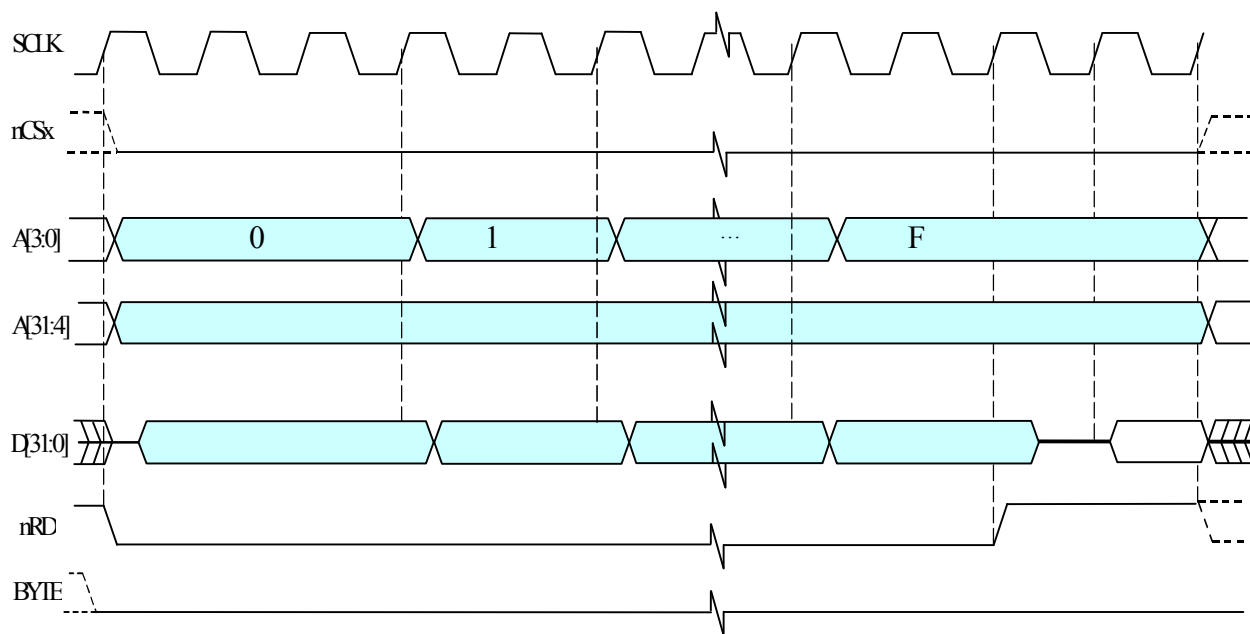 SCLK
nCSx
A[3:0] 0 1 ... F
A[31:4]
D[31:0]
nRD
BYTE